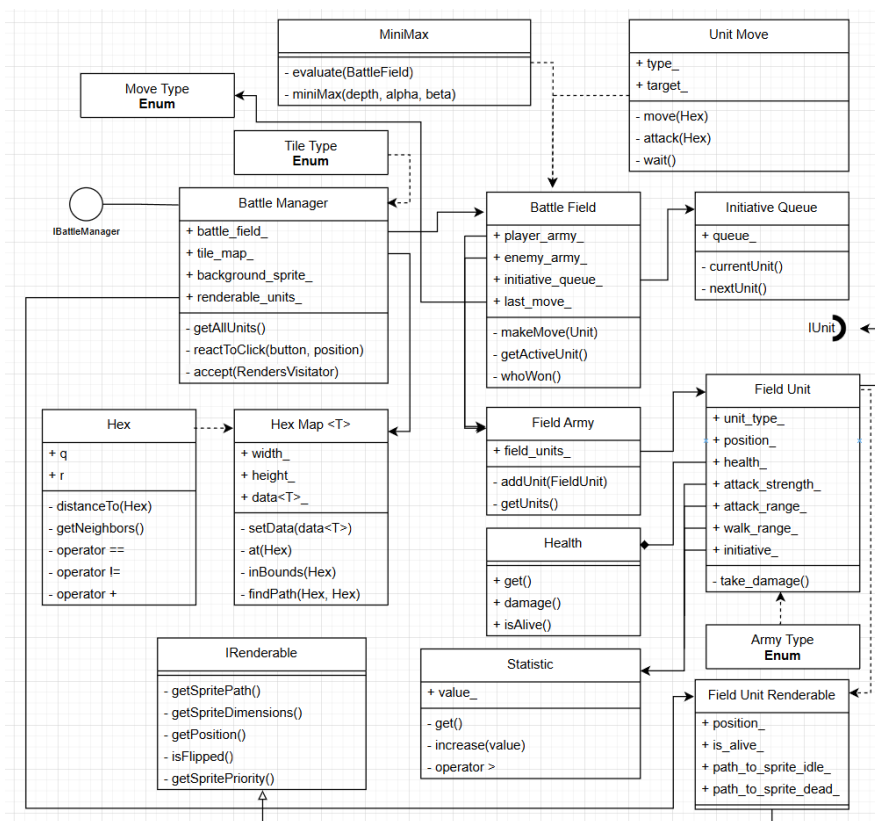 MiniMax
- evaluate(BattleField)
- miniMax(depth, alpha, beta)
Unit Move
+ type_
+ target_
- move(Hex)
- attack(Hex)
- wait()
Move Type
Enum
Tile Type
Enum
IBattleManager
Battle Manager
+ battle_field_
+ tile_map_
+ background_sprite_
+ renderable_units_
- getAllUnits()
- reactToClick(button, position)
- accept(RendersVisitator)
Battle Field
+ player_army_
+ enemy_army_
+ initiative_queue_
+ last_move_
- makeMove(Unit)
- getActiveUnit()
- whoWon()
Initiative Queue
+ queue_
- currentUnit()
- nextUnit()
IUnit
Hex
+ q
+ r
- distanceTo(Hex)
- getNeighbors()
- operator ==
- operator !=
- operator +
Hex Map <T>
+ width_
+ height_
+ data<T>_
- setData(data<T>)
- at(Hex)
- inBounds(Hex)
- findPath(Hex, Hex)
Field Army
+ field_units_
- addUnit(FieldUnit)
- getUnits()
Field Unit
+ unit_type_
+ position_
+ health_
+ attack_strength_
+ attack_range_
+ walk_range_
+ initiative_
- take_damage()
Health
+ get()
+ damage()
+ isAlive()
Army Type
Enum
IRenderable
- getSpritePath()
- getSpriteDimensions()
- getPosition()
- isFlipped()
- getSpritePriority()
Statistic
+ value_
- get()
- increase(value)
- operator >
Field Unit Renderable
+ position_
+ is_alive_
+ path_to_sprite_idle_
+ path_to_sprite_dead_